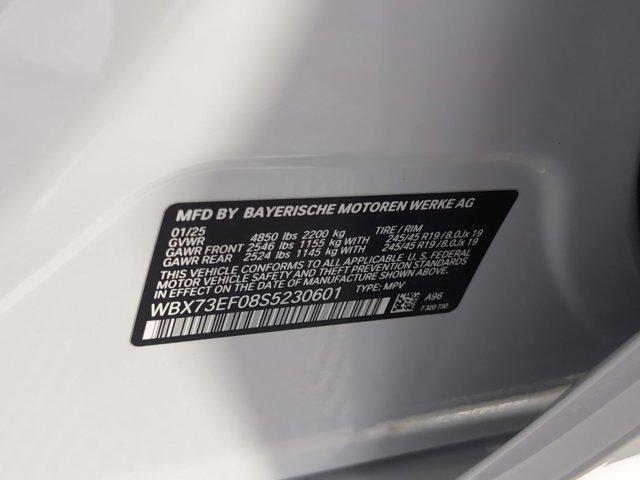 MFD BY BAYERISCHE MOTOREN WERKE AG
01/25 4850 lbs 2200 kg TIRE / RIM
GVWR
GAWR FRONT 2546 lbs 1155 kg WITH 245/45 R19 / 8.0Jx 19
GAWR REAR 2524 lbs 1145 kg WITH 245/45 R19 / 8.0Jx 19
THIS VEHICLE CONFORMS TO ALL APPLICABLE U.S. FEDERAL
MOTOR VEHICLE SAFETY AND THEFT PREVENTION STANDARDS
IN EFFECT ON THE DATE OF MANUFACTURE SHOWN ABOVE.
WBX73EF08S5230601 TYPE: MPV
A96
7 320 730